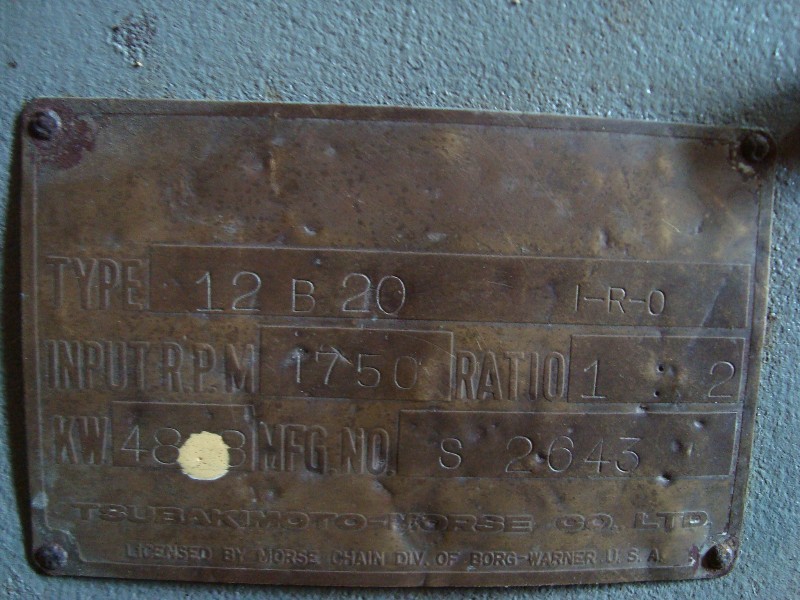 TYPE 12 B 20 I-R-O
INPUT R.P.M 1750 RATIO 1 : 2
KW MFG. NO. S 2643
TSUBAKIMOTO-MORSE CO., LTD.
LICENSED BY MORSE CHAIN DIV. OF BORG-WARNER U. S. A.